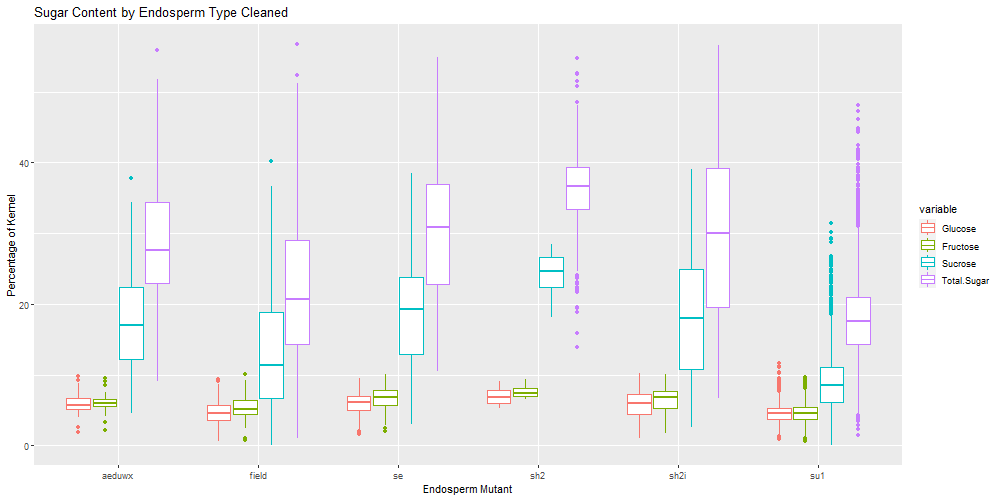 Sugar Content by Endosperm Type Cleaned
Percentage of Kernel
40
20
0
aeduwx field se sh2 sh2i su1
Endosperm Mutant
variable
Glucose
Fructose
Sucrose
Total.Sugar